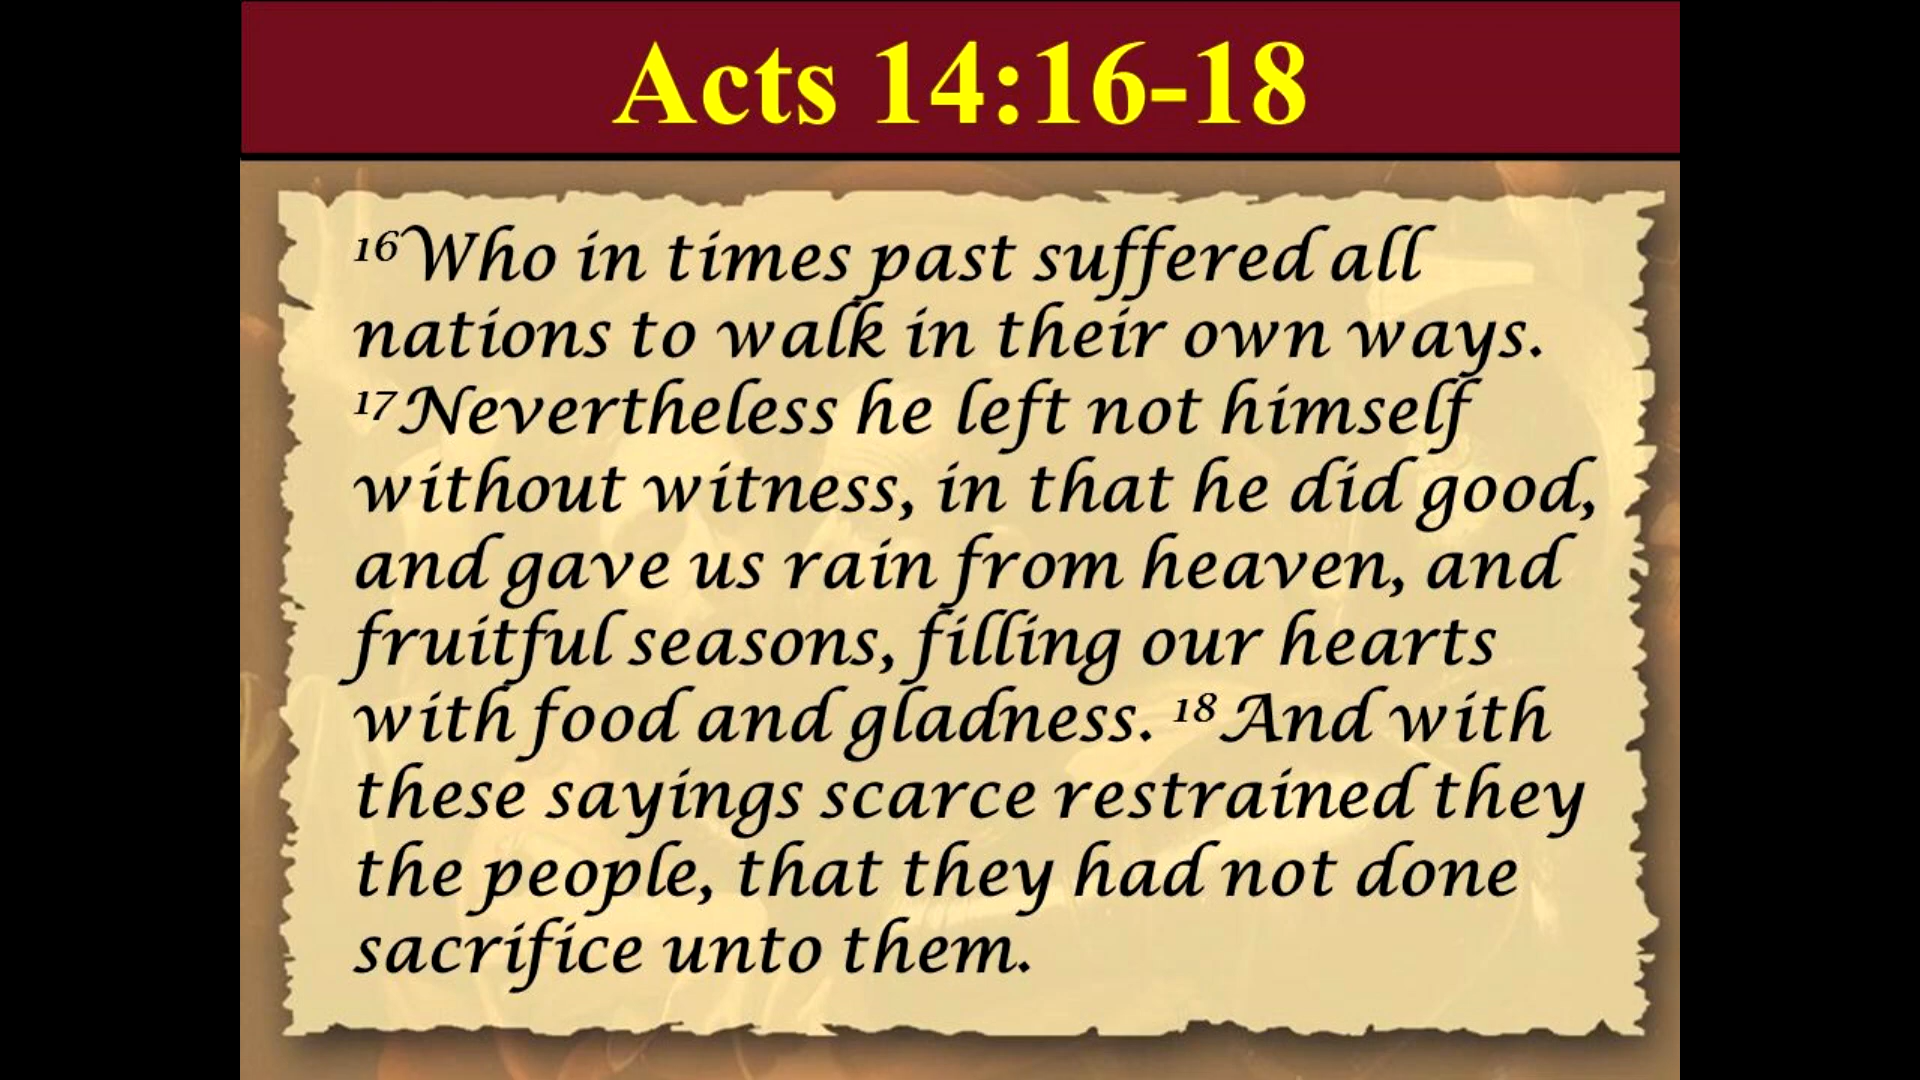 Acts 14:16-18
16Who in times past suffered all
nations to walk in their own ways.
17Nevertheless he left not himself
without witness, in that he did good,
and gave us rain from heaven, and
fruitful seasons, filling our hearts
with food and gladness. 18 And with
these sayings scarce restrained they
the people, that they had not done
sacrifice unto them.